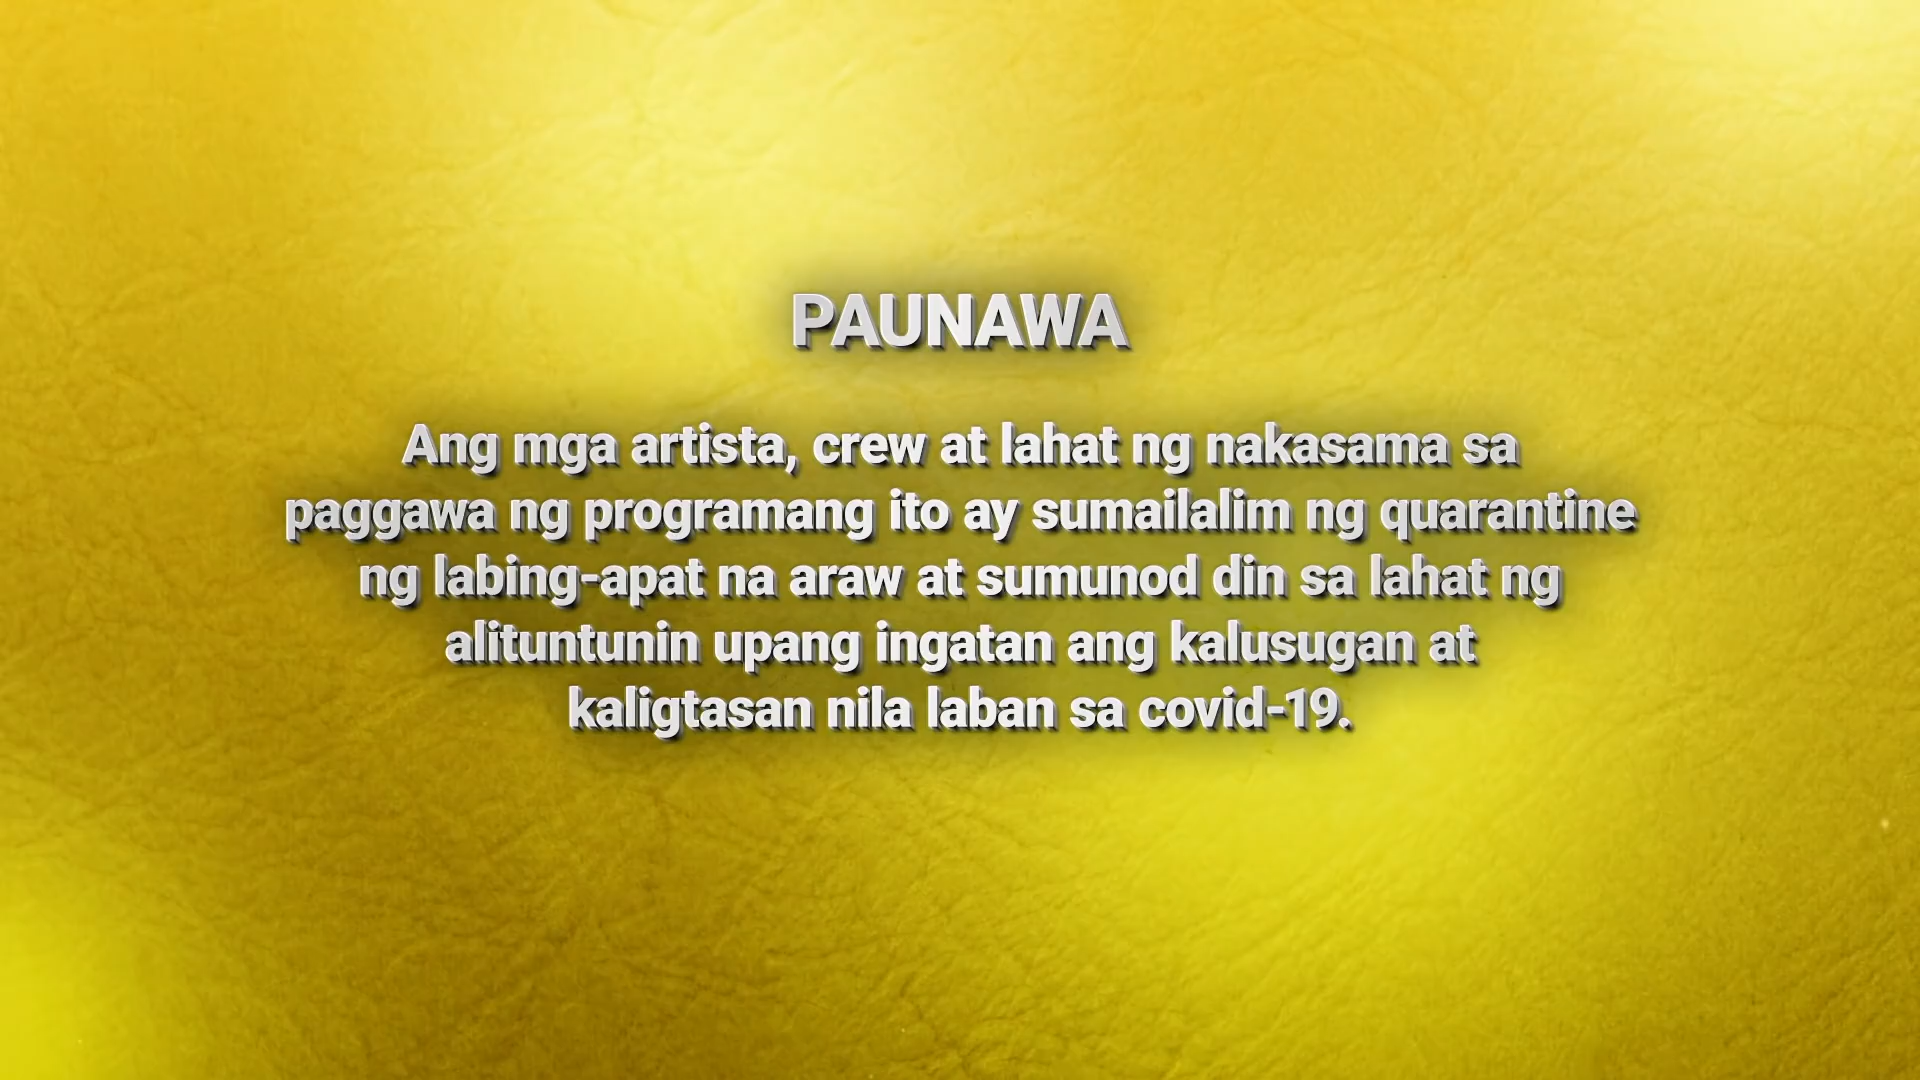 PAUNAWA
Ang mga artista, crew at lahat ng nakasama sa
paggawa ng programang ito ay sumailalim ng quarantine
ng labing-apat na araw at sumunod din sa lahat ng
alituntunin upang ingatan ang kalusugan at
kaligtasan nila laban sa covid-19.